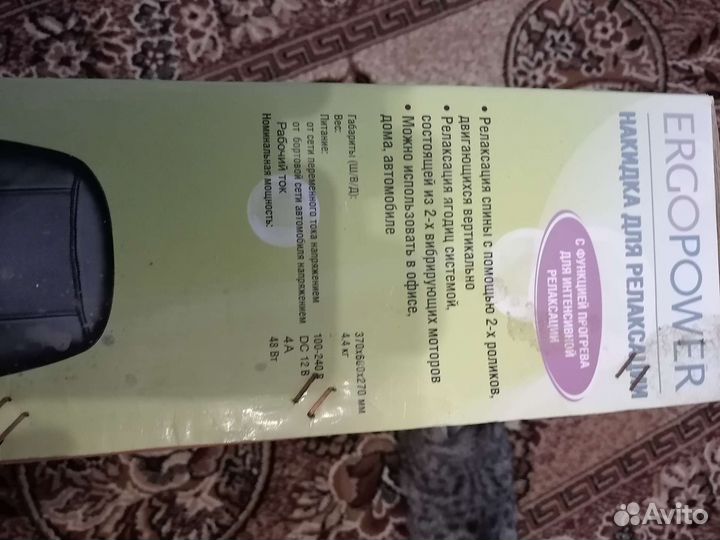 ERGOPOWER
НАКИДКА ДЛЯ РЕЛАКСАЦИИ
С ФУНКЦИЕЙ ПРОГРЕВА
ДЛЯ ИНТЕНСИВНОЙ
РЕЛАКСАЦИИ
• Релаксация спины с помощью 2-х роликов,
двигающихся вертикально
• Релаксация ягодиц системой,
состоящей из 2-х вибрирующих моторов
• Можно использовать в офисе,
дома, автомобиле
Габариты (Ш/В/Д): 370х600х270 мм
Вес: 4,4 кг
Питание:
от сети переменного тока напряжением 100-240 В
от бортовой сети автомобиля напряжением DC 12 В
Рабочий ток 4 А
Номинальная мощность: 48 Вт
Avito